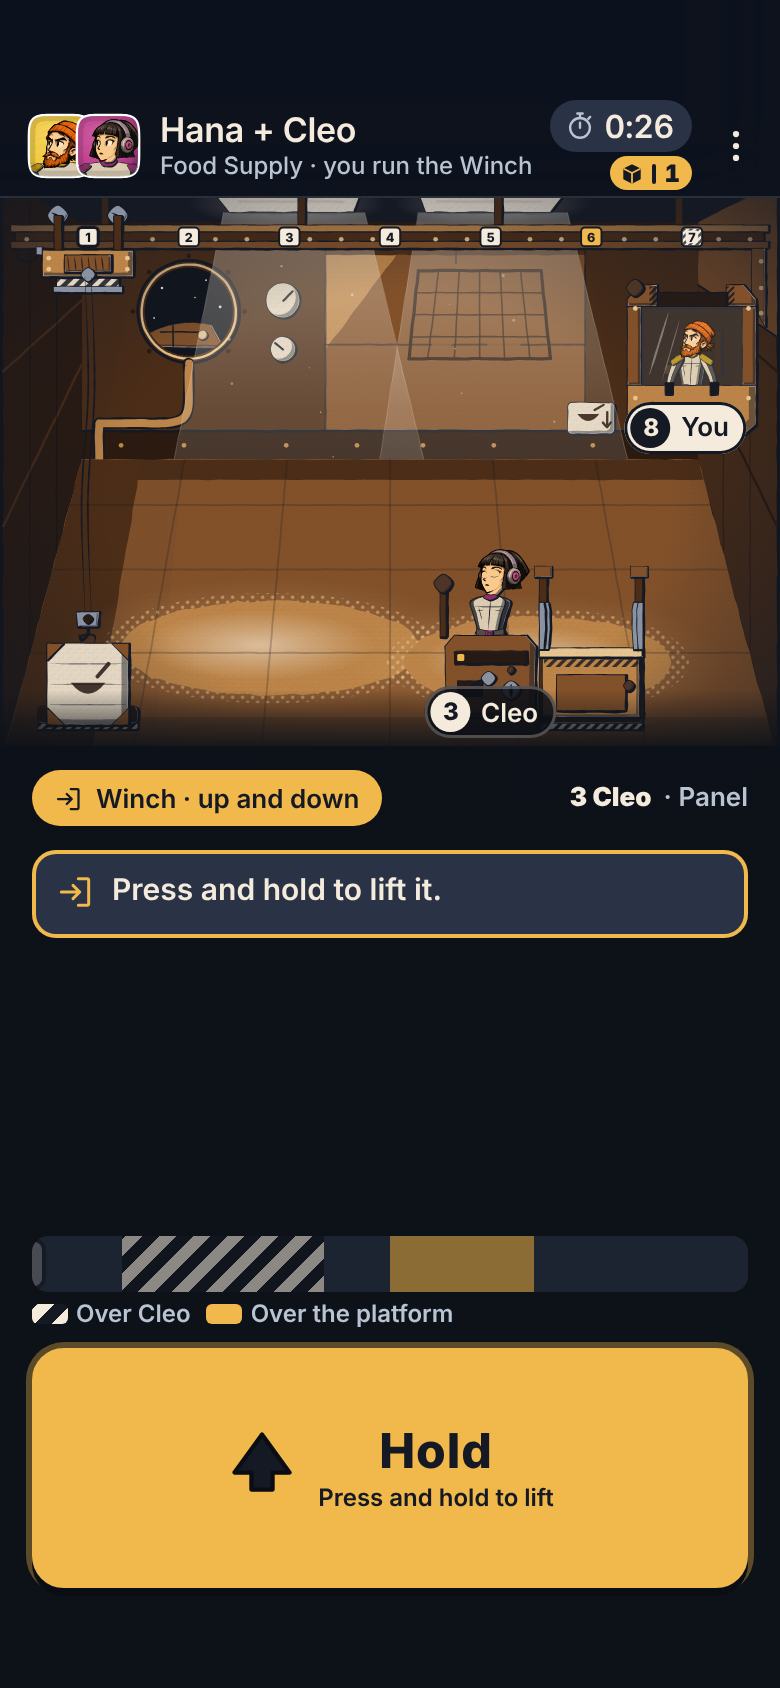 Hana + Cleo
Food Supply · you run the Winch
0:26
1
1 2 3 4 5 6 7
8 You
3 Cleo
Winch · up and down
3 Cleo · Panel
Press and hold to lift it.
Over Cleo
Over the platform
Hold
Press and hold to lift